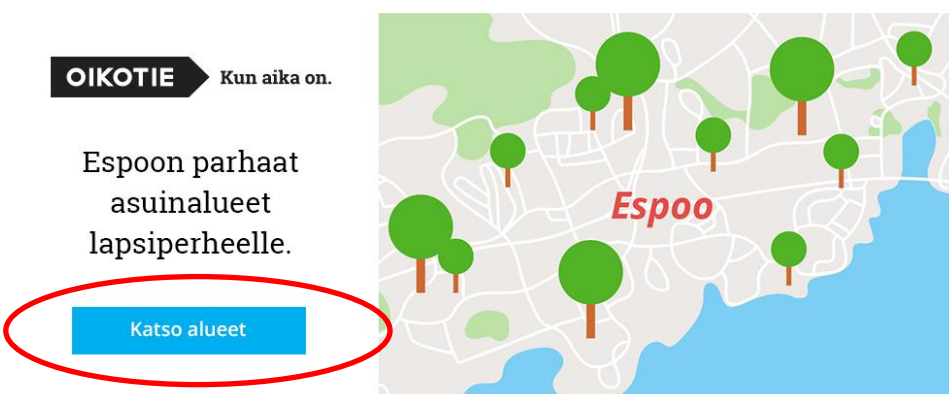 OIKOTIE Kun aika on.
Espoon parhaat
asuinalueet
lapsiperheelle.
Katso alueet
Espoo